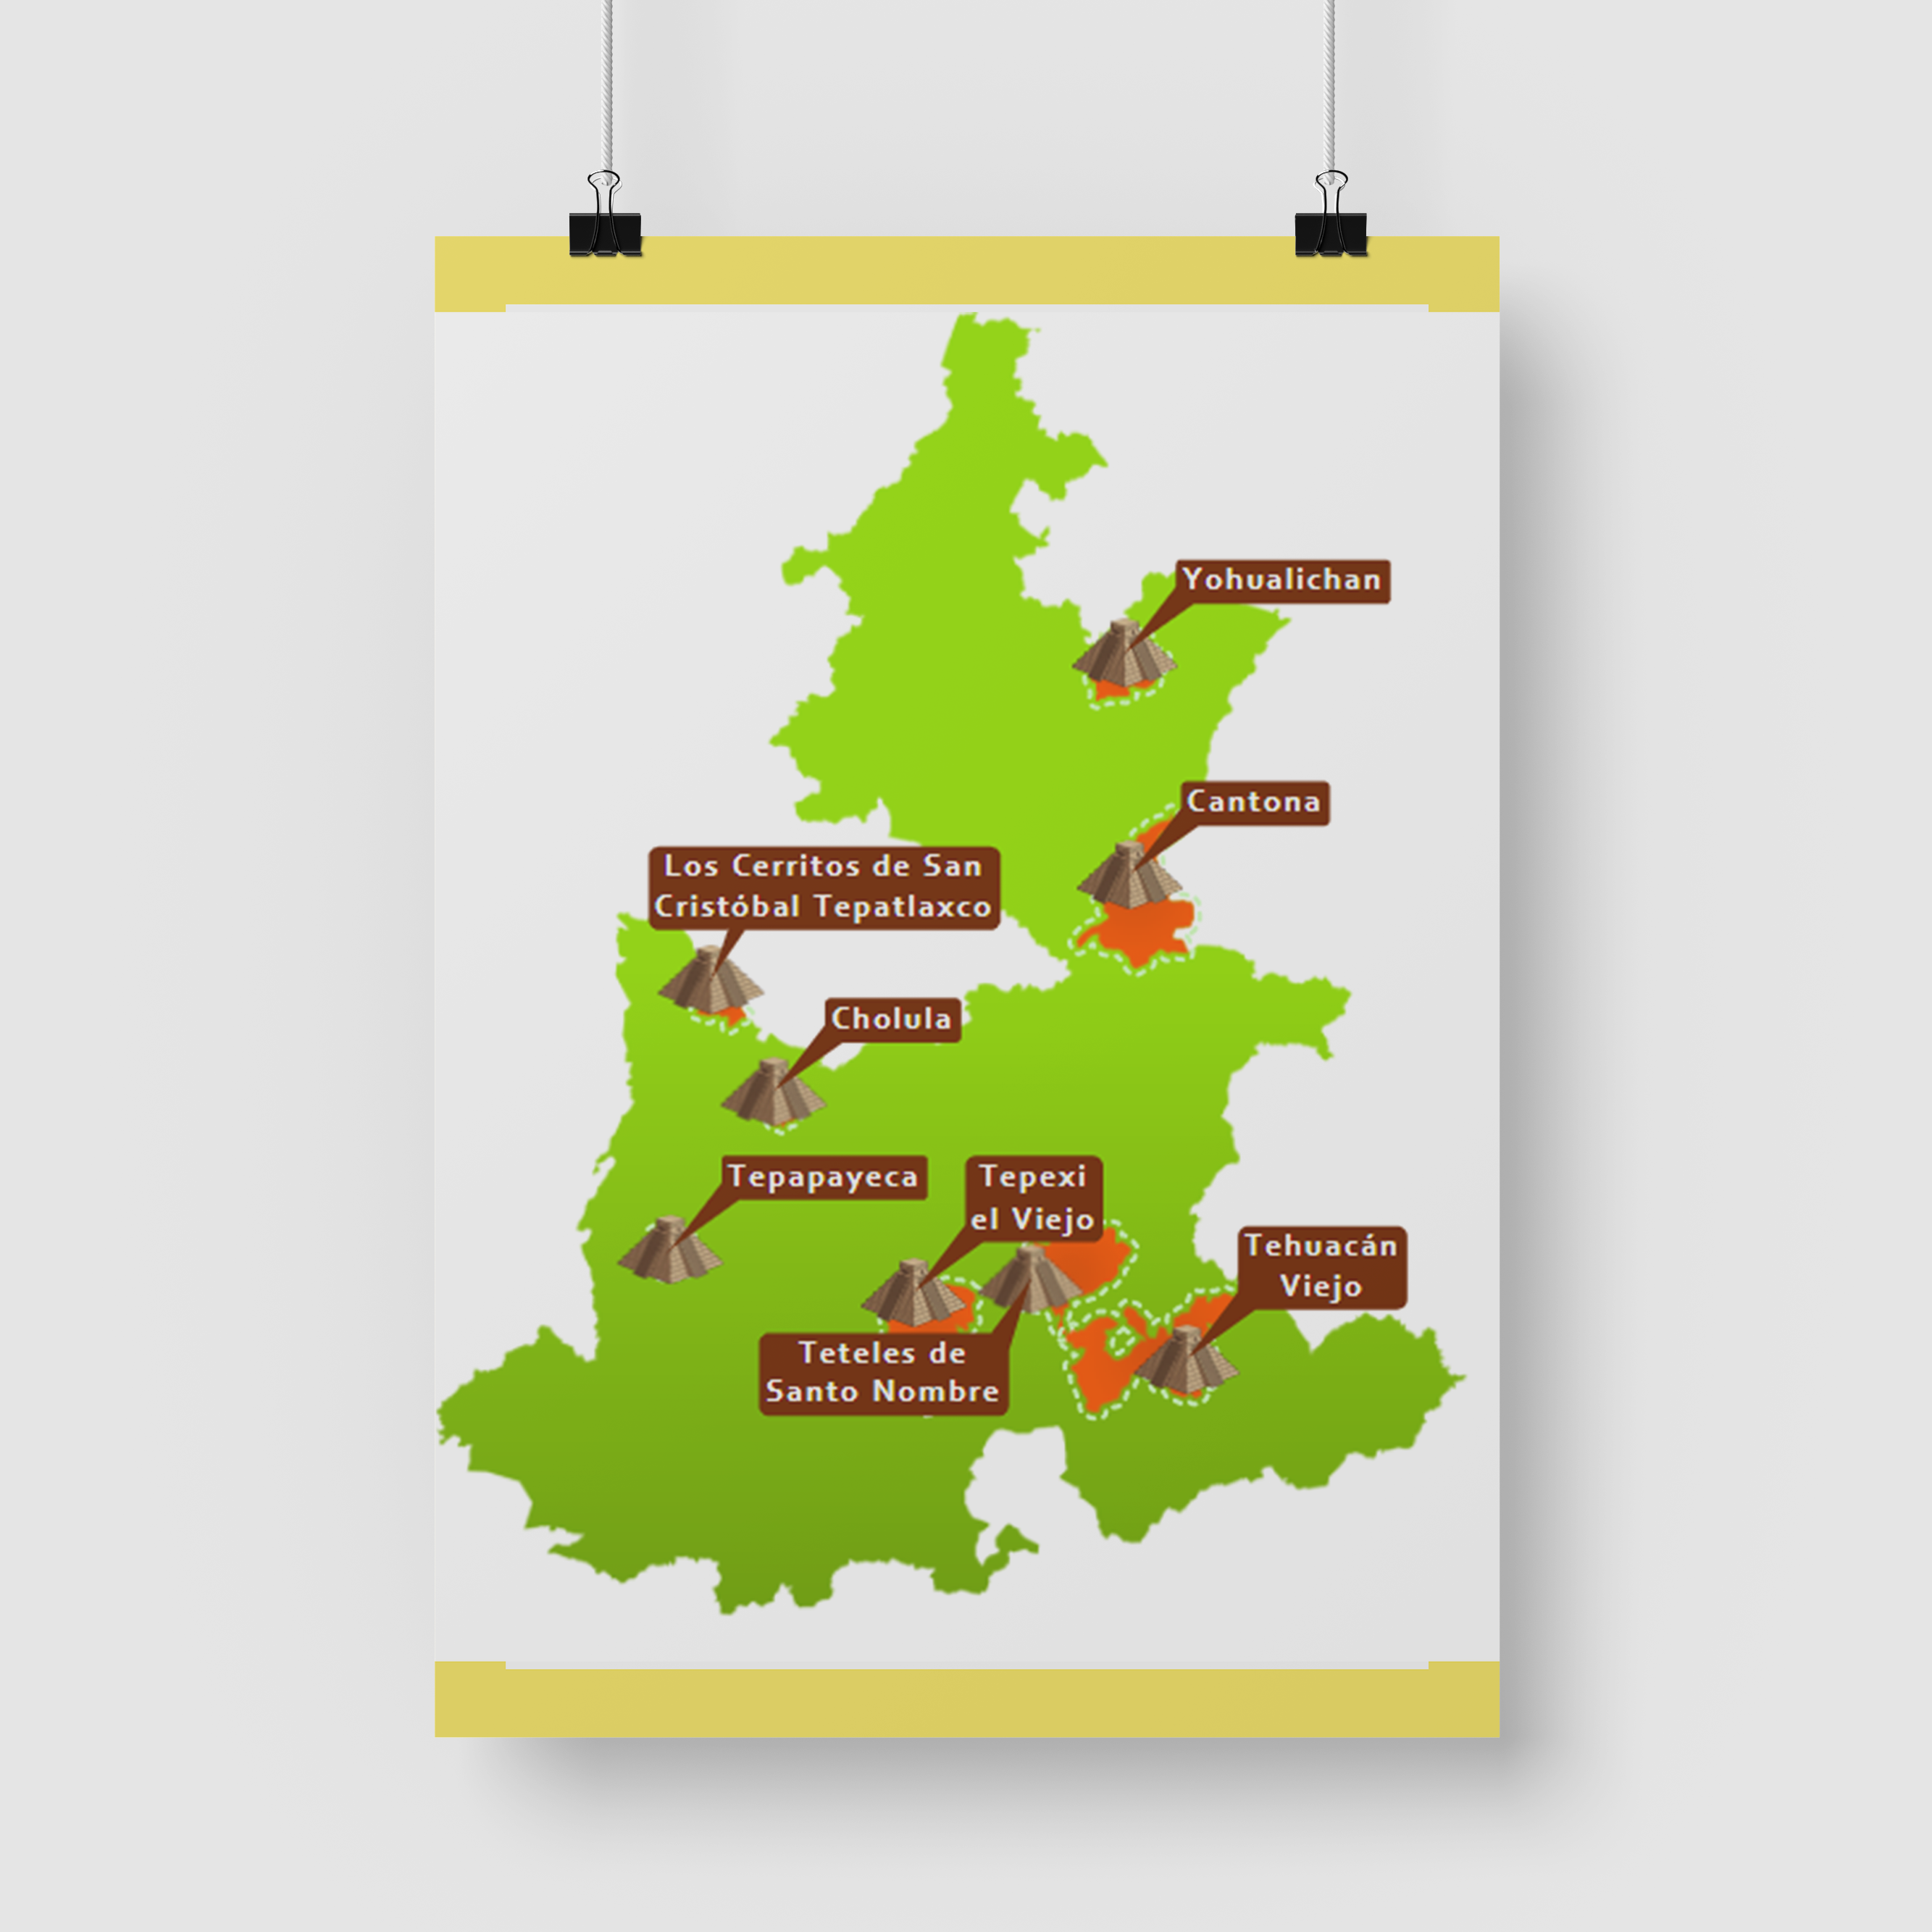 Yohualichan
Cantona
Los Cerritos de San
Cristóbal Tepatlaxco
Cholula
Tepapayeca
Tepexi
el Viejo
Tehuacán
Viejo
Teteles de
Santo Nombre